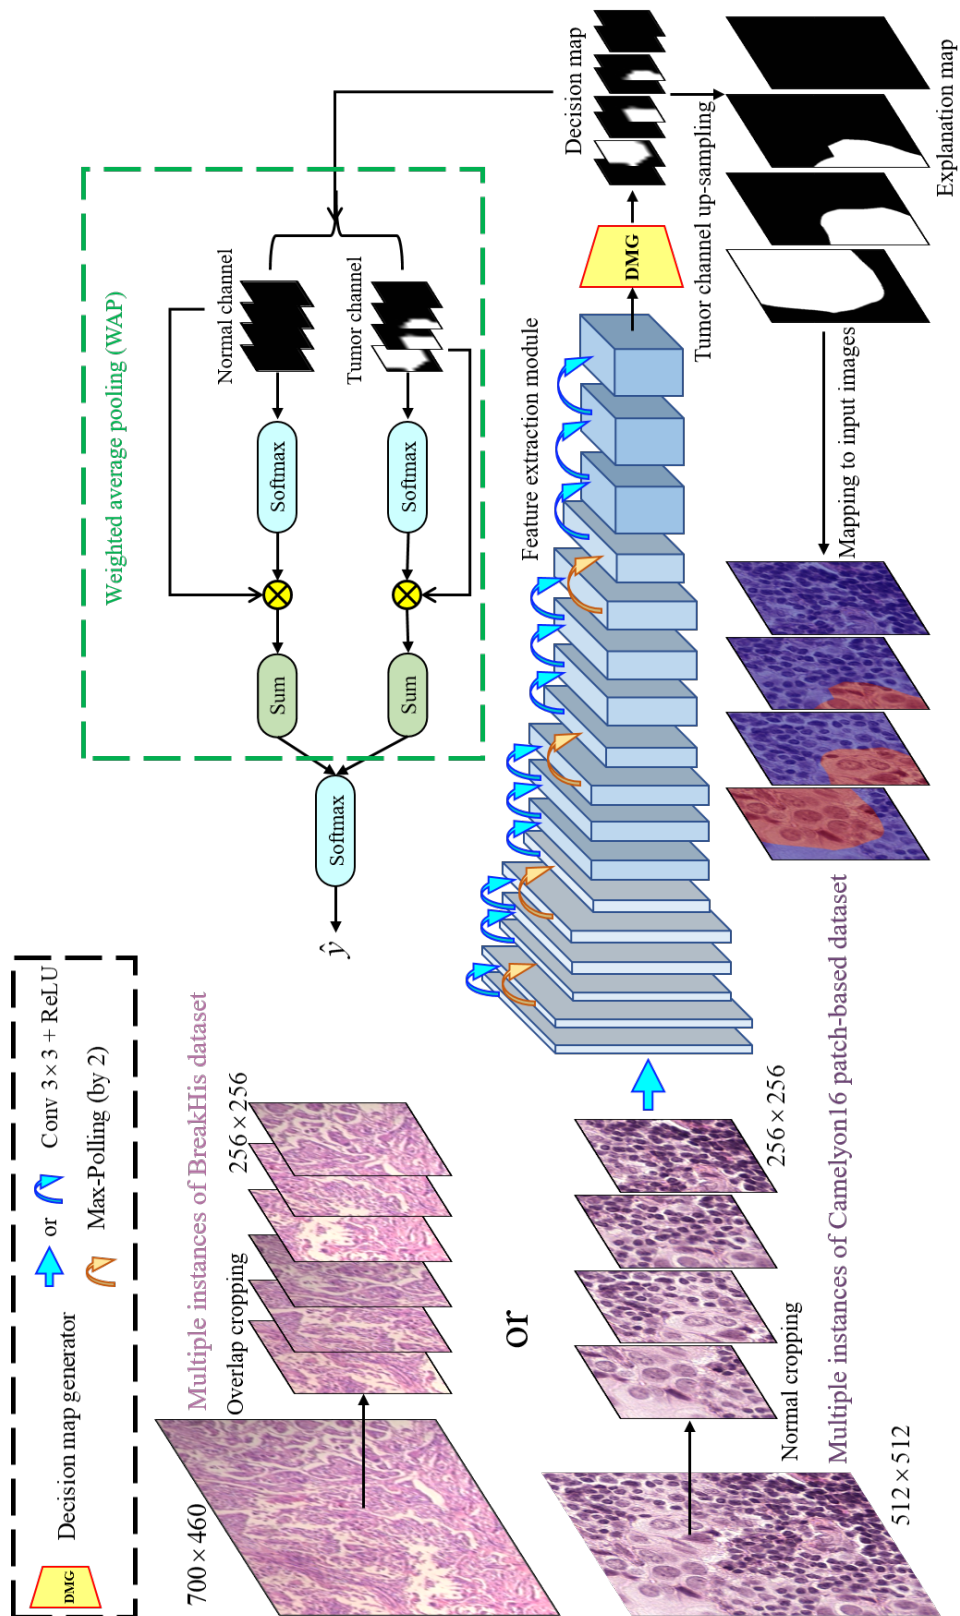 DMG
Decision map generator
or
Conv 3×3 + ReLU
Max-Polling (by 2)
700×460
Multiple instances of BreakHis dataset
Overlap cropping
256×256
or
512×512
Normal cropping
Multiple instances of Camelyon16 patch-based dataset
256×256
Feature extraction module
DMG
Decision map
Tumor channel up-sampling
Explanation map
Mapping to input images
Weighted average pooling (WAP)
Normal channel
Tumor channel
Softmax
Softmax
Sum
Sum
Softmax
ŷ